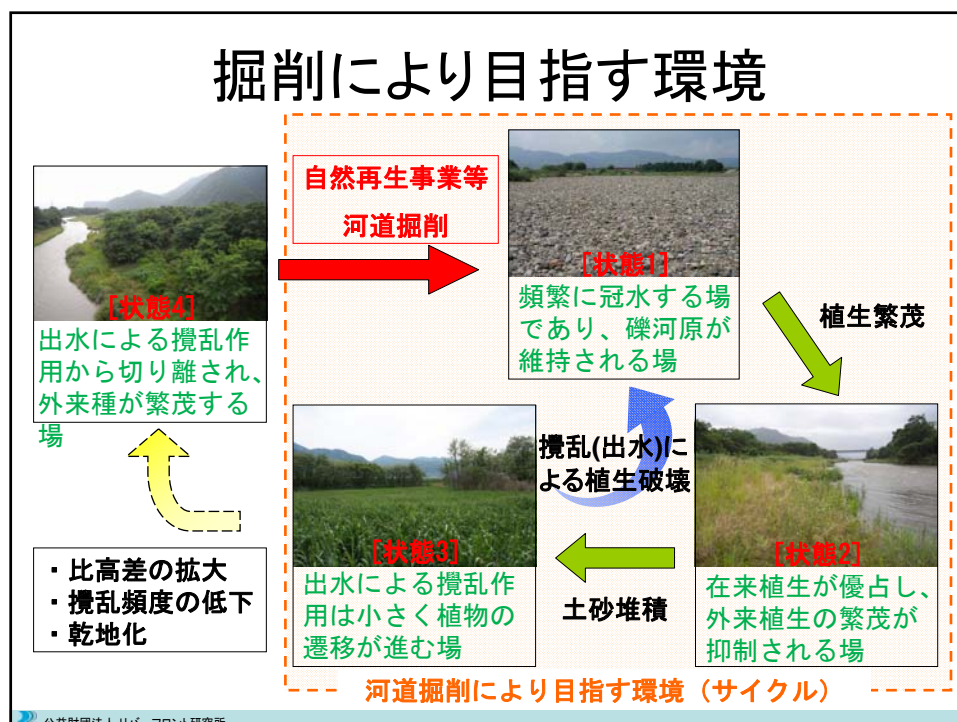 掘削により目指す環境
自然再生事業等
河道掘削
[状態1]
頻繁に冠水する場
であり、礫河原が
維持される場
[状態4]
出水による攪乱作
用から切り離され、
外来種が繁茂する
場
植生繁茂
攪乱(出水)に
よる植生破壊
[状態2]
在来植生が優占し、
外来植生の繁茂が
抑制される場
土砂堆積
[状態3]
出水による攪乱作
用は小さく植物の
遷移が進む場
・比高差の拡大
・攪乱頻度の低下
・乾地化
河道掘削により目指す環境（サイクル）